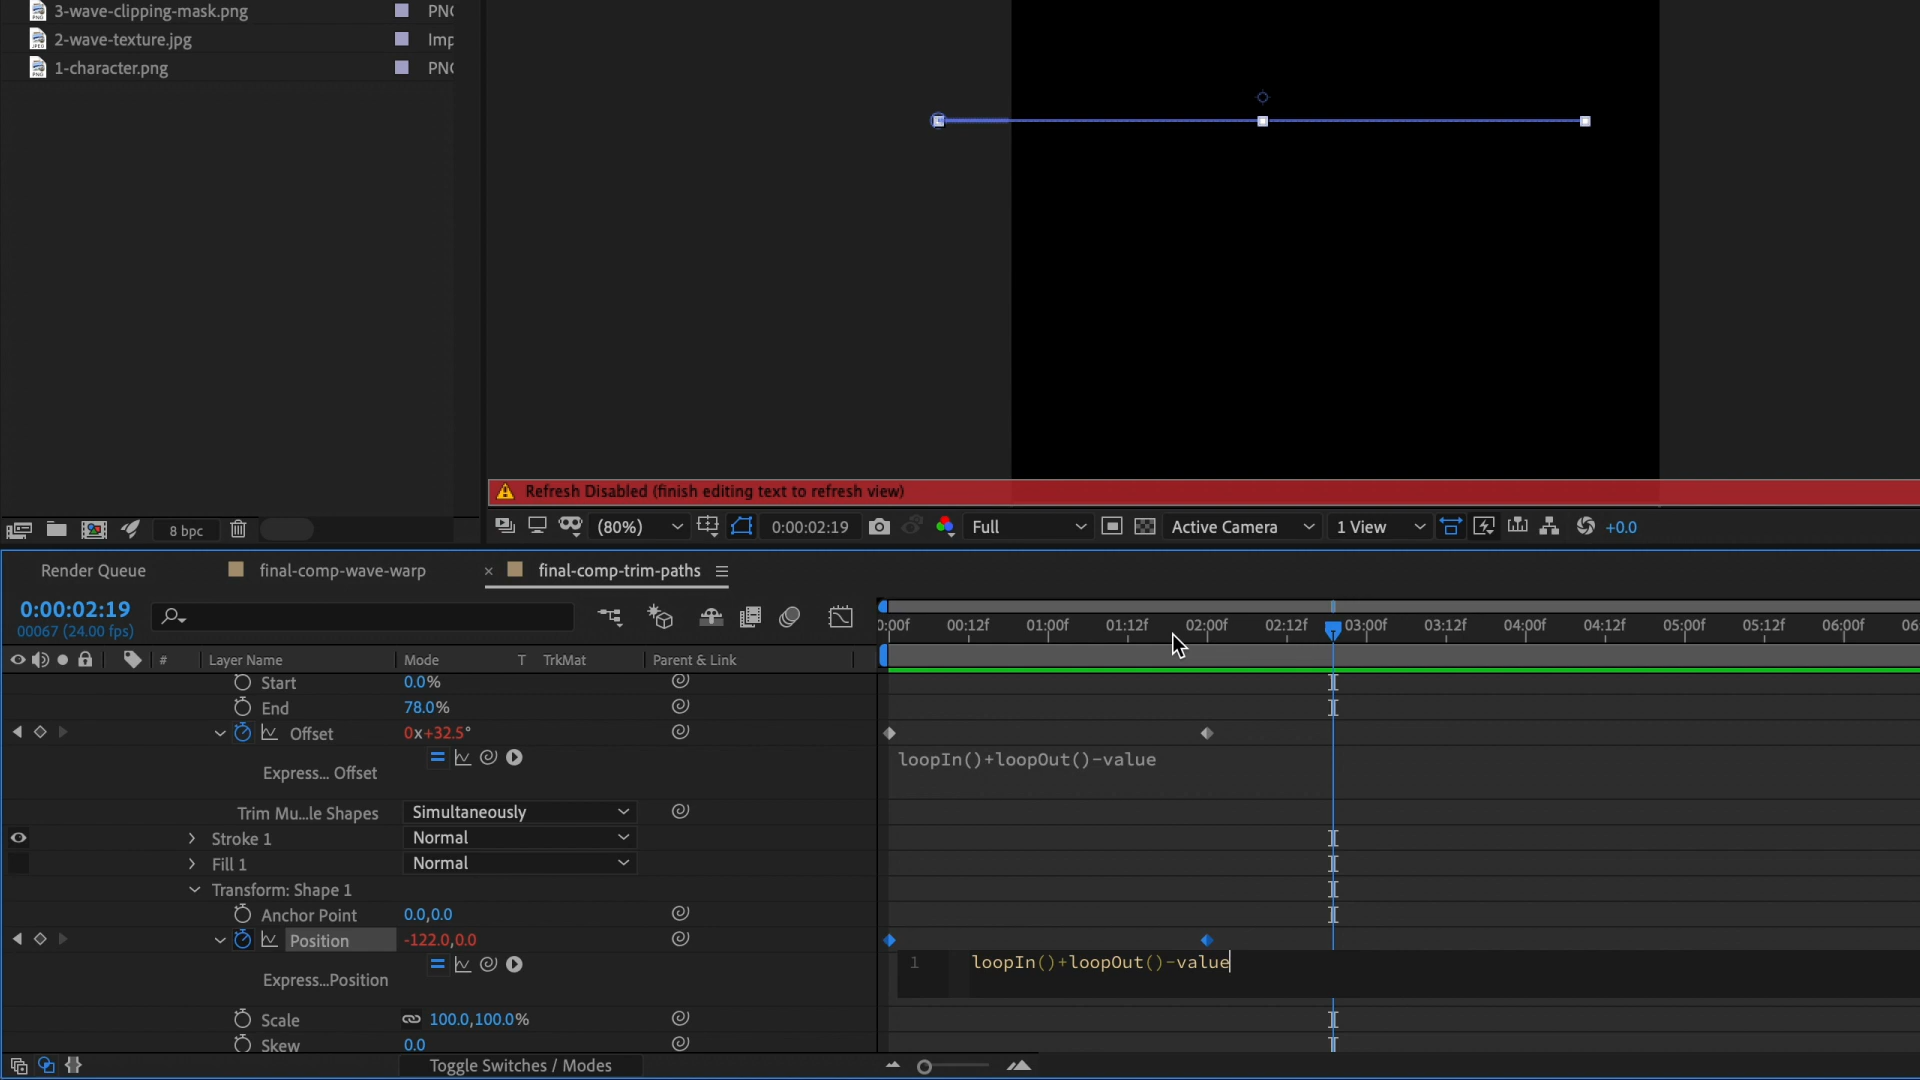 3-wave-clipping-mask.png PNG
2-wave-texture.jpg Imp
1-character.png PNG
Refresh Disabled (finish editing text to refresh view)
8 bpc (80%) 0:00:02:19 Full Active Camera 1 View +0.0
Render Queue final-comp-wave-warp × final-comp-trim-paths
0:00:02:19
00067 (24.00 fps)
0:00f 00:12f 01:00f 01:12f 02:00f 02:12f 03:00f 03:12f 04:00f 04:12f 05:00f 05:12f 06:00f 06
# Layer Name Mode T TrkMat Parent & Link
Start 0.0%
End 78.0%
Offset 0x+32.5°
Express... Offset loopIn()+loopOut()-value
Trim Mu...le Shapes Simultaneously
Stroke 1 Normal
Fill 1 Normal
Transform: Shape 1
Anchor Point 0.0,0.0
Position -122.0,0.0
Express...Position 1 loopIn()+loopOut()-value
Scale 100.0,100.0%
Skew 0.0
Toggle Switches / Modes